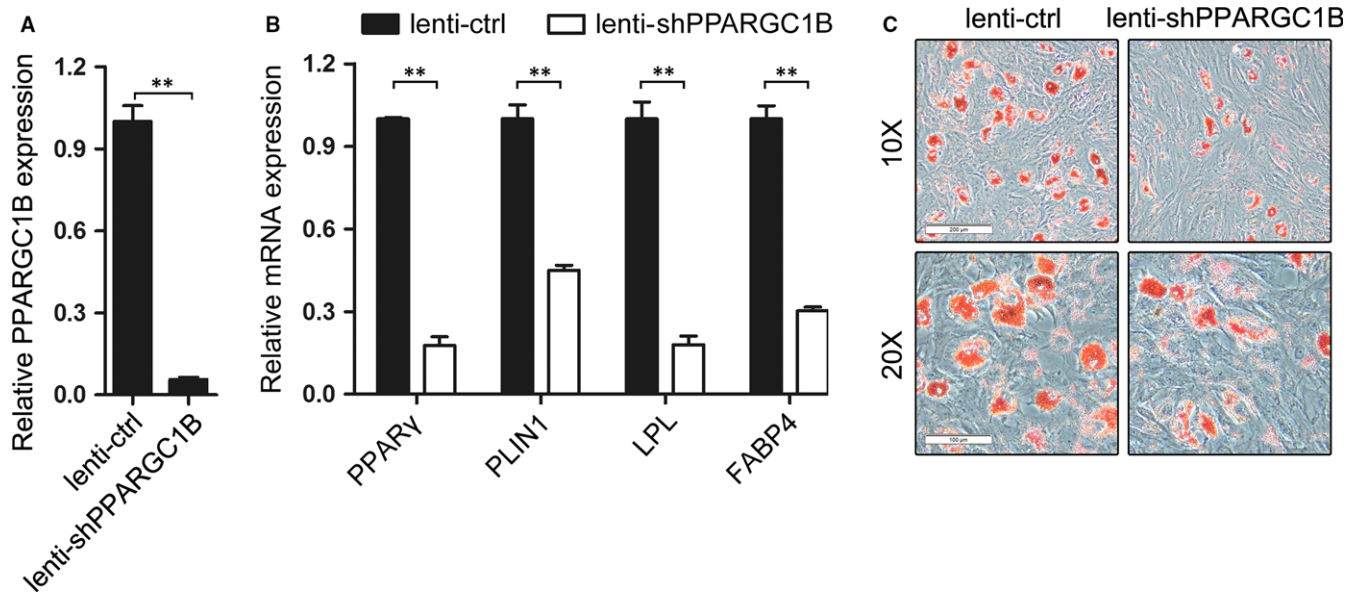 A
Relative PPARGC1B expression
1.2
0.9
0.6
0.3
0.0
**
lenti-ctrl
lenti-shPPARGC1B
B
lenti-ctrl
lenti-shPPARGC1B
Relative mRNA expression
1.2
0.9
0.6
0.3
0.0
**
**
**
**
PPARγ
PLIN1
LPL
FABP4
C
lenti-ctrl
lenti-shPPARGC1B
10X
200 μm
20X
100 μm